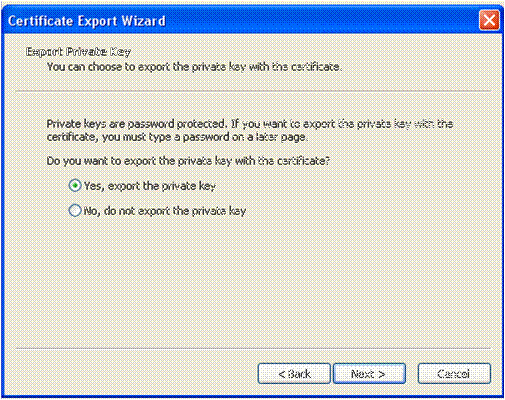 Certificate Export Wizard
Export Private Key
You can choose to export the private key with the certificate.
Private keys are password protected. If you want to export the private key with the
certificate, you must type a password on a later page.
Do you want to export the private key with the certificate?
Yes, export the private key
No, do not export the private key
< Back Next > Cancel